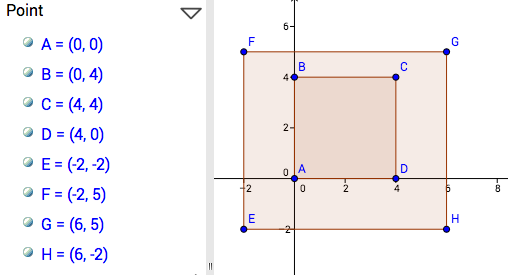 Point
A = (0, 0)
B = (0, 4)
C = (4, 4)
D = (4, 0)
E = (-2, -2)
F = (-2, 5)
G = (6, 5)
H = (6, -2)
6
F G
B C
4
2
0 A D
-2 0 2 4 6 8
E -2 H